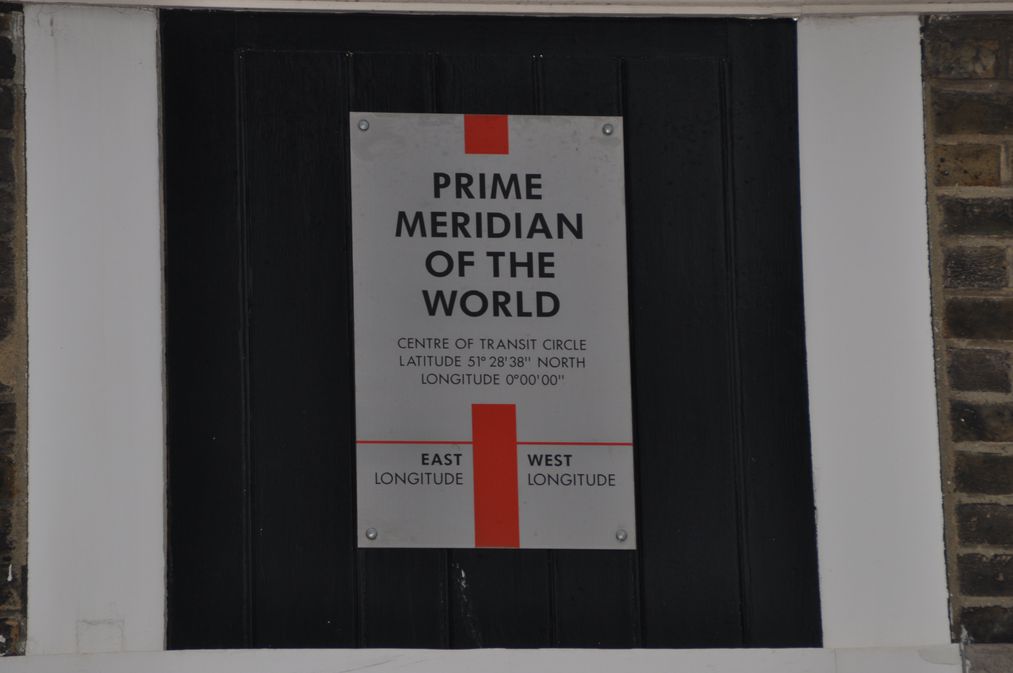 PRIME
MERIDIAN
OF THE
WORLD
CENTRE OF TRANSIT CIRCLE
LATITUDE 51° 28'38'' NORTH
LONGITUDE 0°00'00''
EAST
LONGITUDE
WEST
LONGITUDE